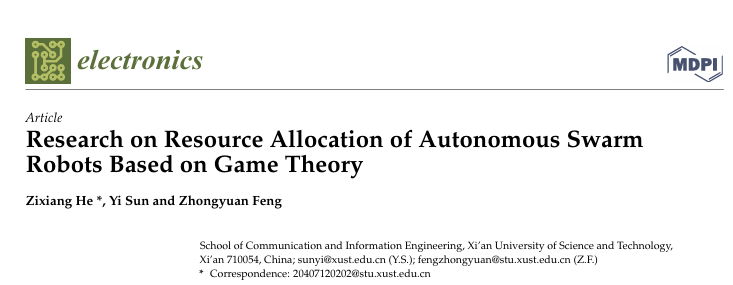 electronics
MDPI
Article
Research on Resource Allocation of Autonomous Swarm
Robots Based on Game Theory
Zixiang He *, Yi Sun and Zhongyuan Feng
School of Communication and Information Engineering, Xi’an University of Science and Technology,
Xi’an 710054, China; sunyi@xust.edu.cn (Y.S.); fengzhongyuan@stu.xust.edu.cn (Z.F.)
* Correspondence: 20407120202@stu.xust.edu.cn